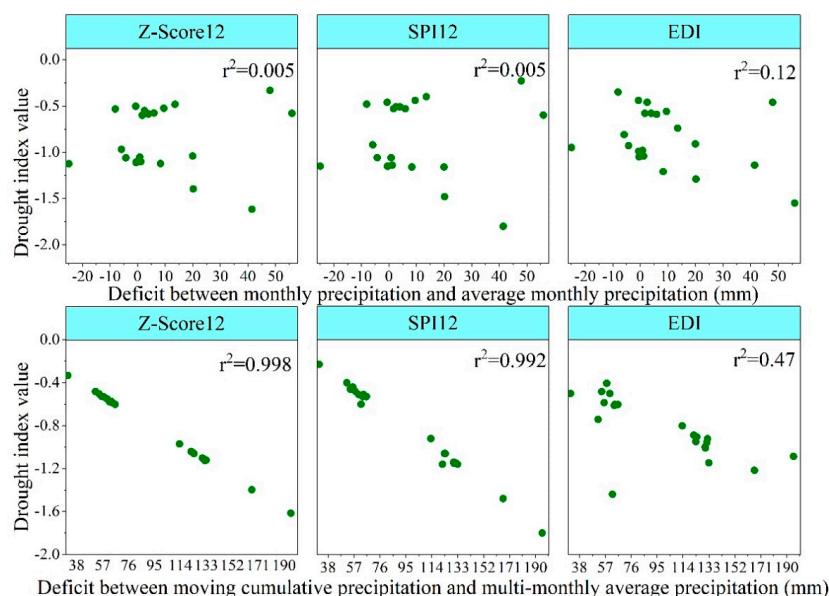 Z-Score12 SPI12 EDI
r²=0.005 r²=0.005 r²=0.12
0.0
-0.5
-1.0
-1.5
-2.0
Drought index value
-20 -10 0 10 20 30 40 50 -20 -10 0 10 20 30 40 50 -20 -10 0 10 20 30 40 50
Deficit between monthly precipitation and average monthly precipitation (mm)
Z-Score12 SPI12 EDI
r²=0.998 r²=0.992 r²=0.47
0.0
-0.4
-0.8
-1.2
-1.6
-2.0
Drought index value
38 57 76 95 114 133 152 171 190 38 57 76 95 114 133 152 171 190 38 57 76 95 114 133 152 171 190
Deficit between moving cumulative precipitation and multi-monthly average precipitation (mm)